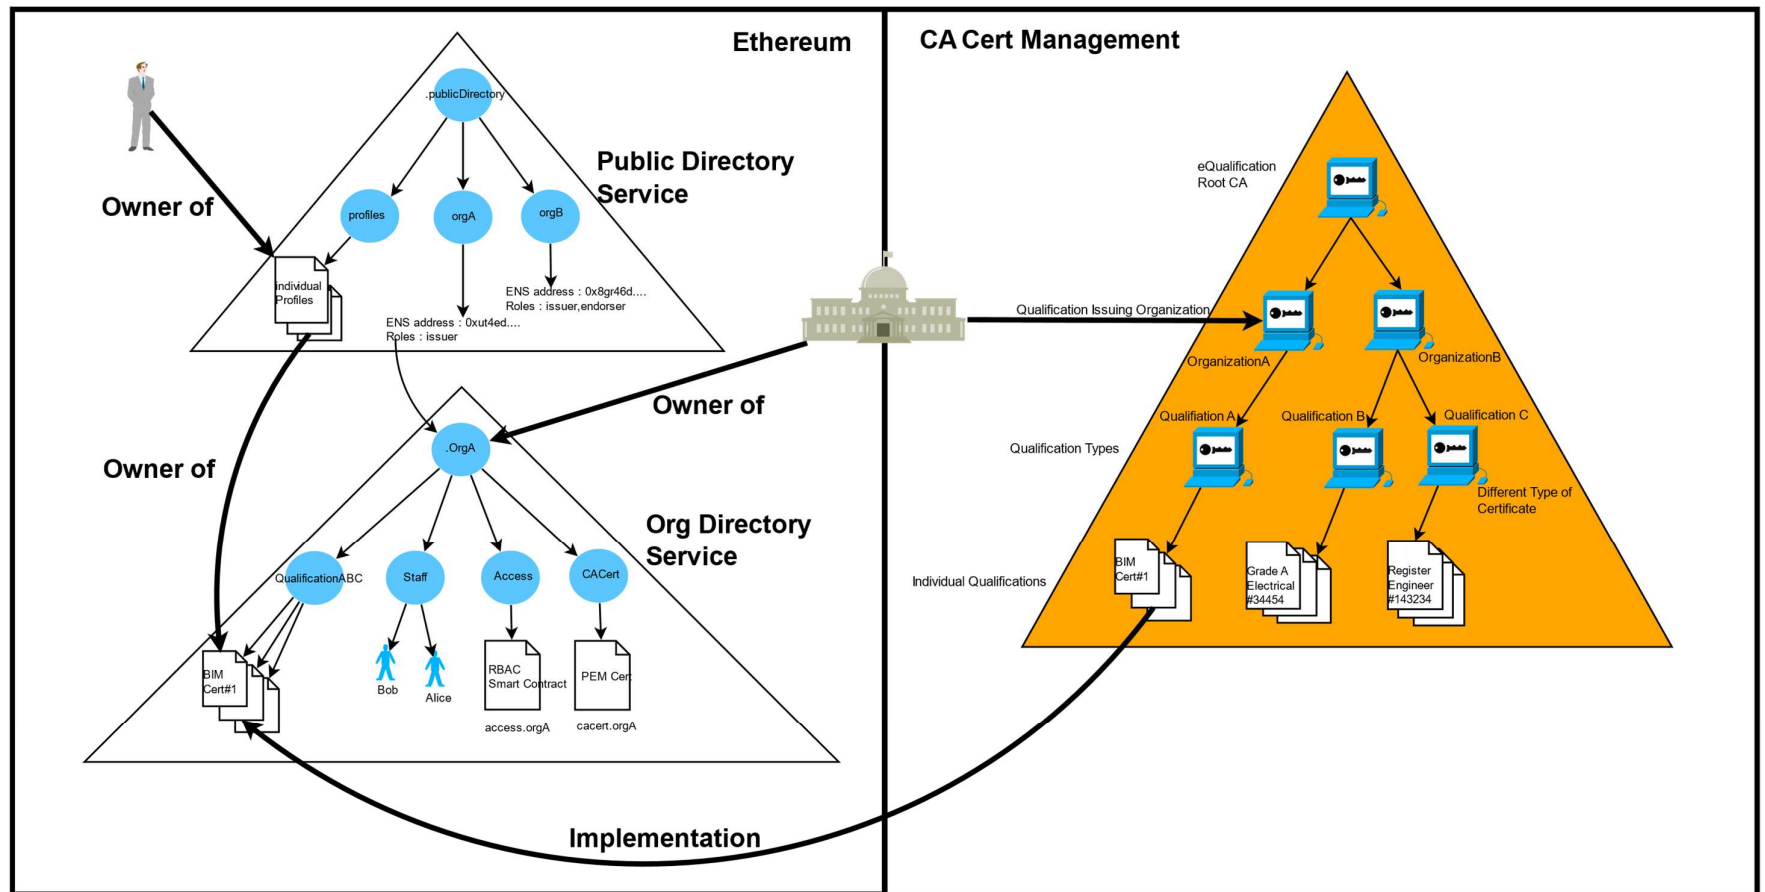 Ethereum
CA Cert Management
.publicDirectory
Public Directory
Service
Owner of
profiles
orgA
orgB
individual
Profiles
ENS address : 0x8gr46d....
Roles : issuer,endorser
ENS address : 0xut4ed....
Roles : issuer
Owner of
Owner of
.OrgA
Org Directory
Service
QualificationABC
Staff
Access
CACert
BIM
Cert#1
Bob
Alice
RBAC
Smart Contract
PEM Cert
access.orgA
cacert.orgA
Implementation
eQualification
Root CA
Qualification Issuing Organization
OrganizationA
OrganizationB
Qualifiation A
Qualification B
Qualification C
Qualification Types
Different Type of
Certificate
Individual Qualifications
BIM
Cert#1
Grade A
Electrical
#34454
Register
Engineer
#143234